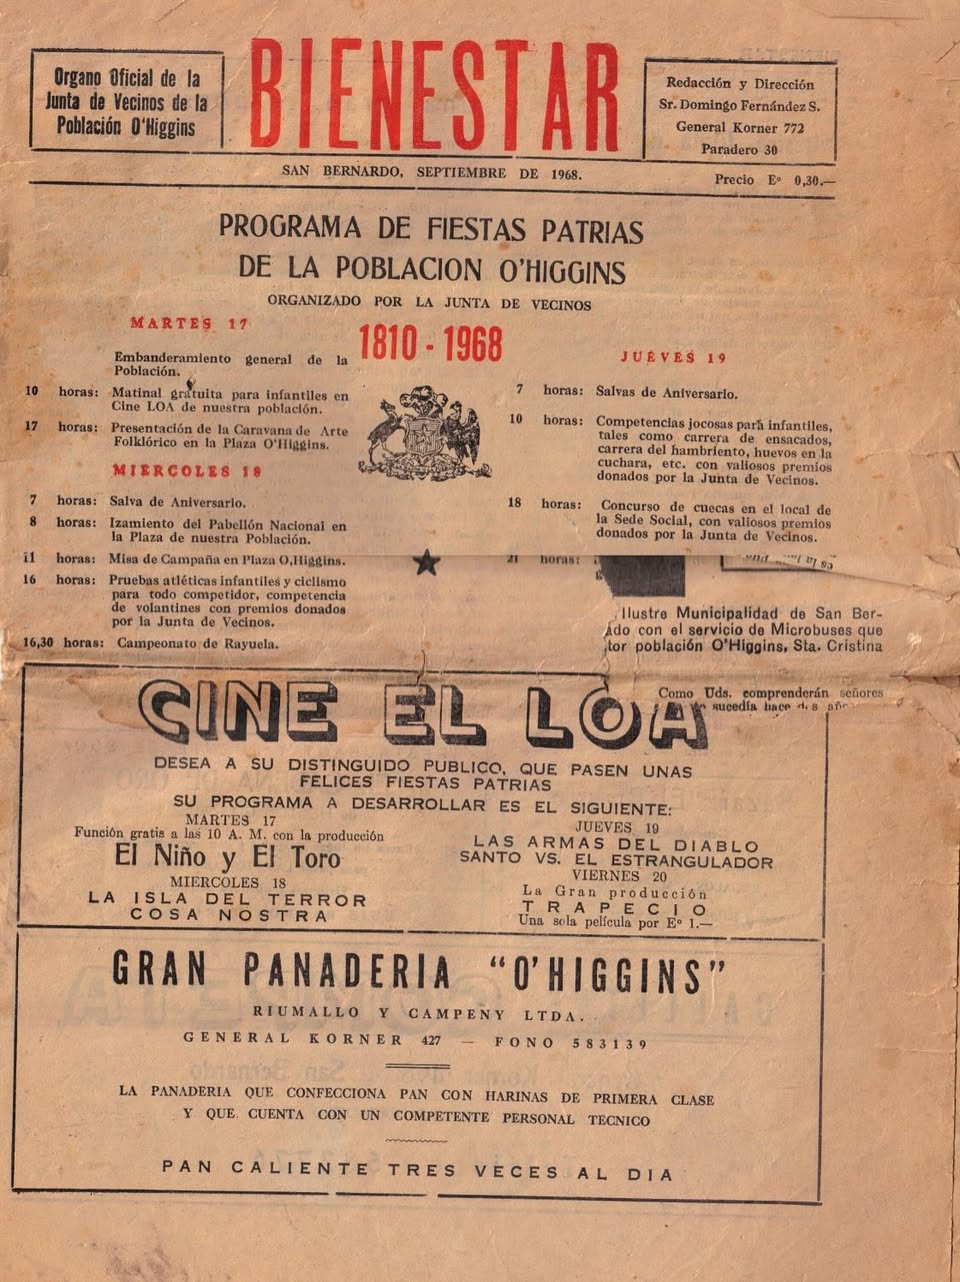 Organo Oficial de la
Junta de Vecinos de la
Población O'Higgins
BIENESTAR
Redacción y Dirección
Sr. Domingo Fernández S.
General Korner 772
Paradero 30
SAN BERNARDO, SEPTIEMBRE DE 1968.
Precio Eº 0,30.—
PROGRAMA DE FIESTAS PATRIAS
DE LA POBLACION O'HIGGINS
ORGANIZADO POR LA JUNTA DE VECINOS
1810 - 1968
MARTES 17
Embanderamiento general de la
Población.
10 horas: Matinal gratuita para infantiles en
Cine LOA de nuestra población.
17 horas: Presentación de la Caravana de Arte
Folklórico en la Plaza O'Higgins.
MIERCOLES 18
7 horas: Salva de Aniversario.
8 horas: Izamiento del Pabellón Nacional en
la Plaza de nuestra Población.
11 horas: Misa de Campaña en Plaza O,Higgins.
16 horas: Pruebas atléticas infantiles y ciclismo
para todo competidor, competencia
de volantines con premios donados
por la Junta de Vecinos.
16,30 horas: Campeonato de Rayuela.
JUEVES 19
7 horas: Salvas de Aniversario.
10 horas: Competencias jocosas para infantiles,
tales como carrera de ensacados,
carrera del hambriento, huevos en la
cuchara, etc. con valiosos premios
donados por la Junta de Vecinos.
18 horas: Concurso de cuecas en el local de
la Sede Social, con valiosos premios
donados por la Junta de Vecinos.
21 horas:
Ilustre Municipalidad de San Ber-
do con el servicio de Microbuses que
tor población O'Higgins, Sta. Cristina
Como Uds. comprenderán señores
sucedía hace
CINE EL LOA
DESEA A SU DISTINGUIDO PUBLICO, QUE PASEN UNAS
FELICES FIESTAS PATRIAS
SU PROGRAMA A DESARROLLAR ES EL SIGUIENTE:
MARTES 17
Función gratis a las 10 A. M. con la producción
El Niño y El Toro
MIERCOLES 18
LA ISLA DEL TERROR
COSA NOSTRA
JUEVES 19
LAS ARMAS DEL DIABLO
SANTO VS. EL ESTRANGULADOR
VIERNES 20
La Gran producción
TRAPECIO
Una sola película por Eº 1.—
GRAN PANADERIA "O'HIGGINS"
RIUMALLO Y CAMPENY LTDA.
GENERAL KORNER 427 — FONO 583139
LA PANADERIA QUE CONFECCIONA PAN CON HARINAS DE PRIMERA CLASE
Y QUE CUENTA CON UN COMPETENTE PERSONAL TECNICO
PAN CALIENTE TRES VECES AL DIA